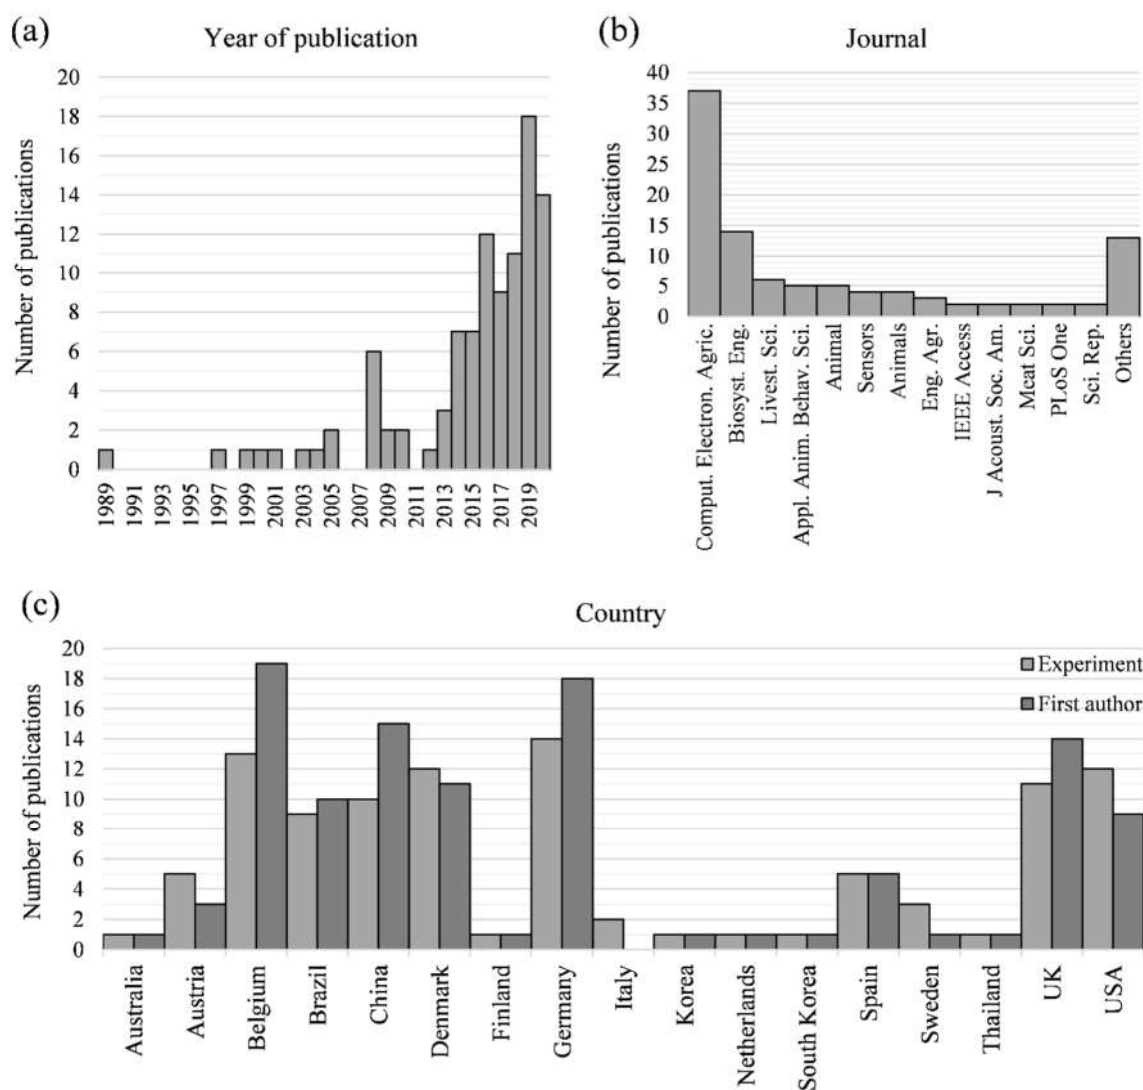 (a)
Year of publication
Number of publications
20
18
16
14
12
10
8
6
4
2
0
1989
1991
1993
1995
1997
1999
2001
2003
2005
2007
2009
2011
2013
2015
2017
2019
(b)
Journal
Number of publications
40
35
30
25
20
15
10
5
0
Comput. Electron. Agric.
Biosyst. Eng.
Livest. Sci.
Appl. Anim. Behav. Sci.
Animal
Sensors
Animals
Eng. Agr.
IEEE Access
J Acoust. Soc. Am.
Meat Sci.
PLoS One
Sci. Rep.
Others
(c)
Country
Number of publications
20
18
16
14
12
10
8
6
4
2
0
Experiment
First author
Australia
Austria
Belgium
Brazil
China
Denmark
Finland
Germany
Italy
Korea
Netherlands
South Korea
Spain
Sweden
Thailand
UK
USA